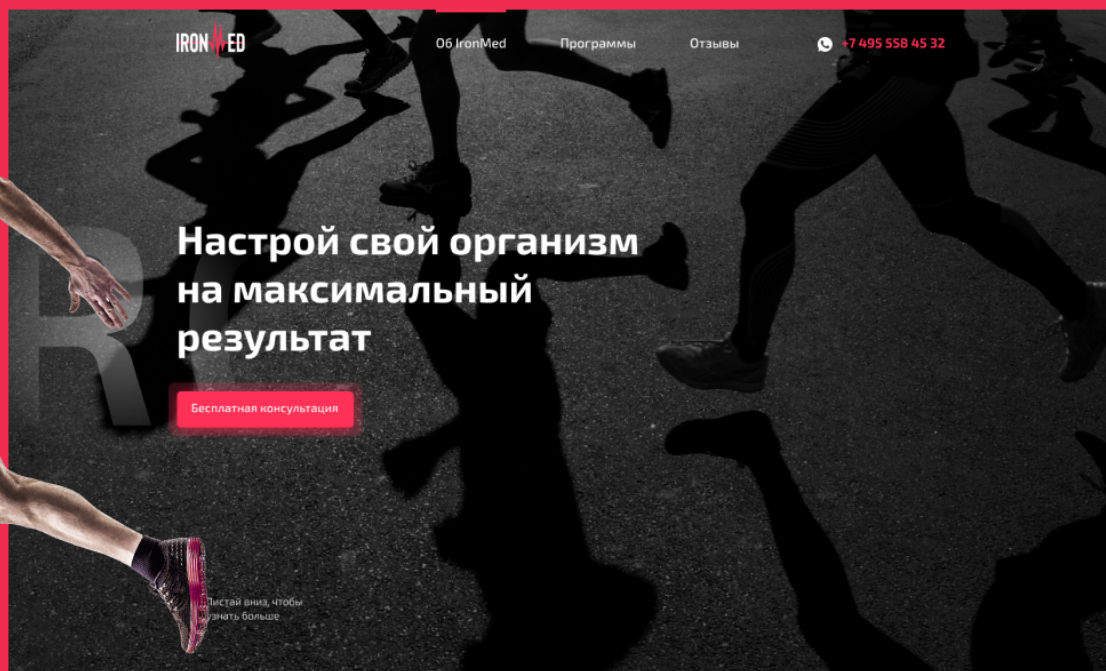 IRONMED
Об IronMed
Программы
Отзывы
+7 495 558 45 32
Настрой свой организм
на максимальный
результат
Бесплатная консультация
Листай вниз, чтобы
узнать больше